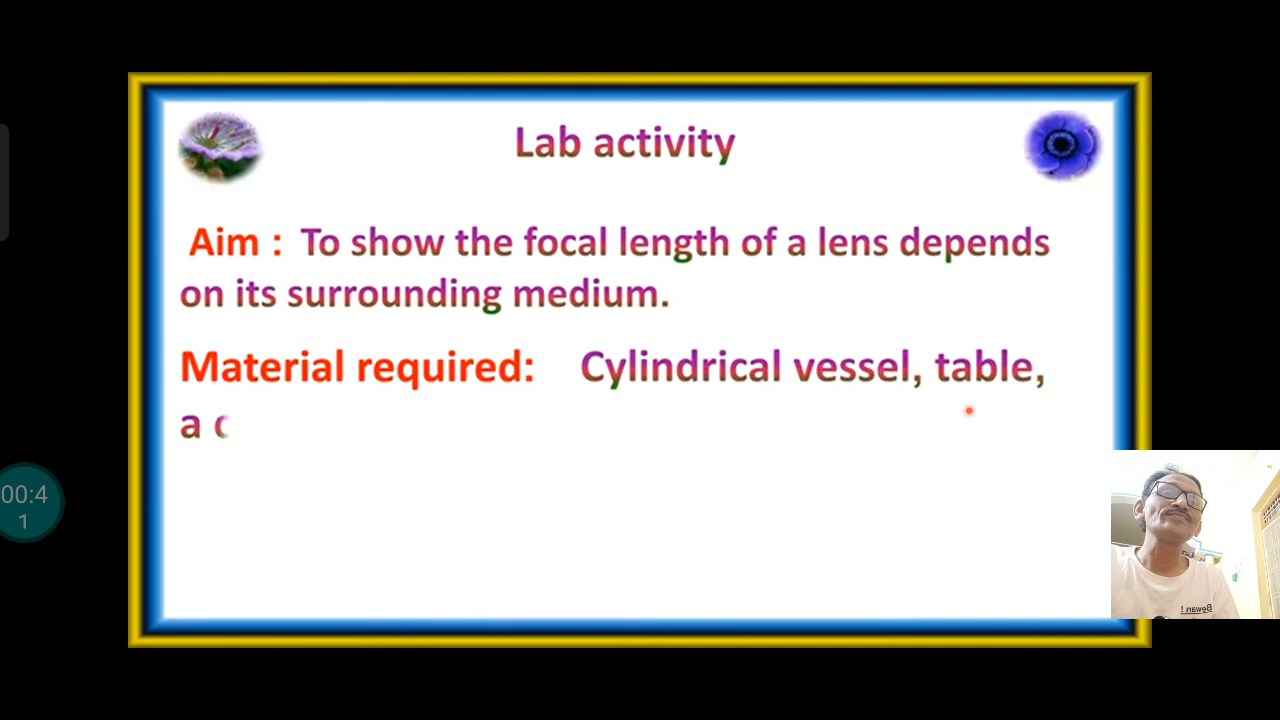 Lab activity
Aim : To show the focal length of a lens depends
on its surrounding medium.
Material required: Cylindrical vessel, table,
a c
00:4
1
Bewan!